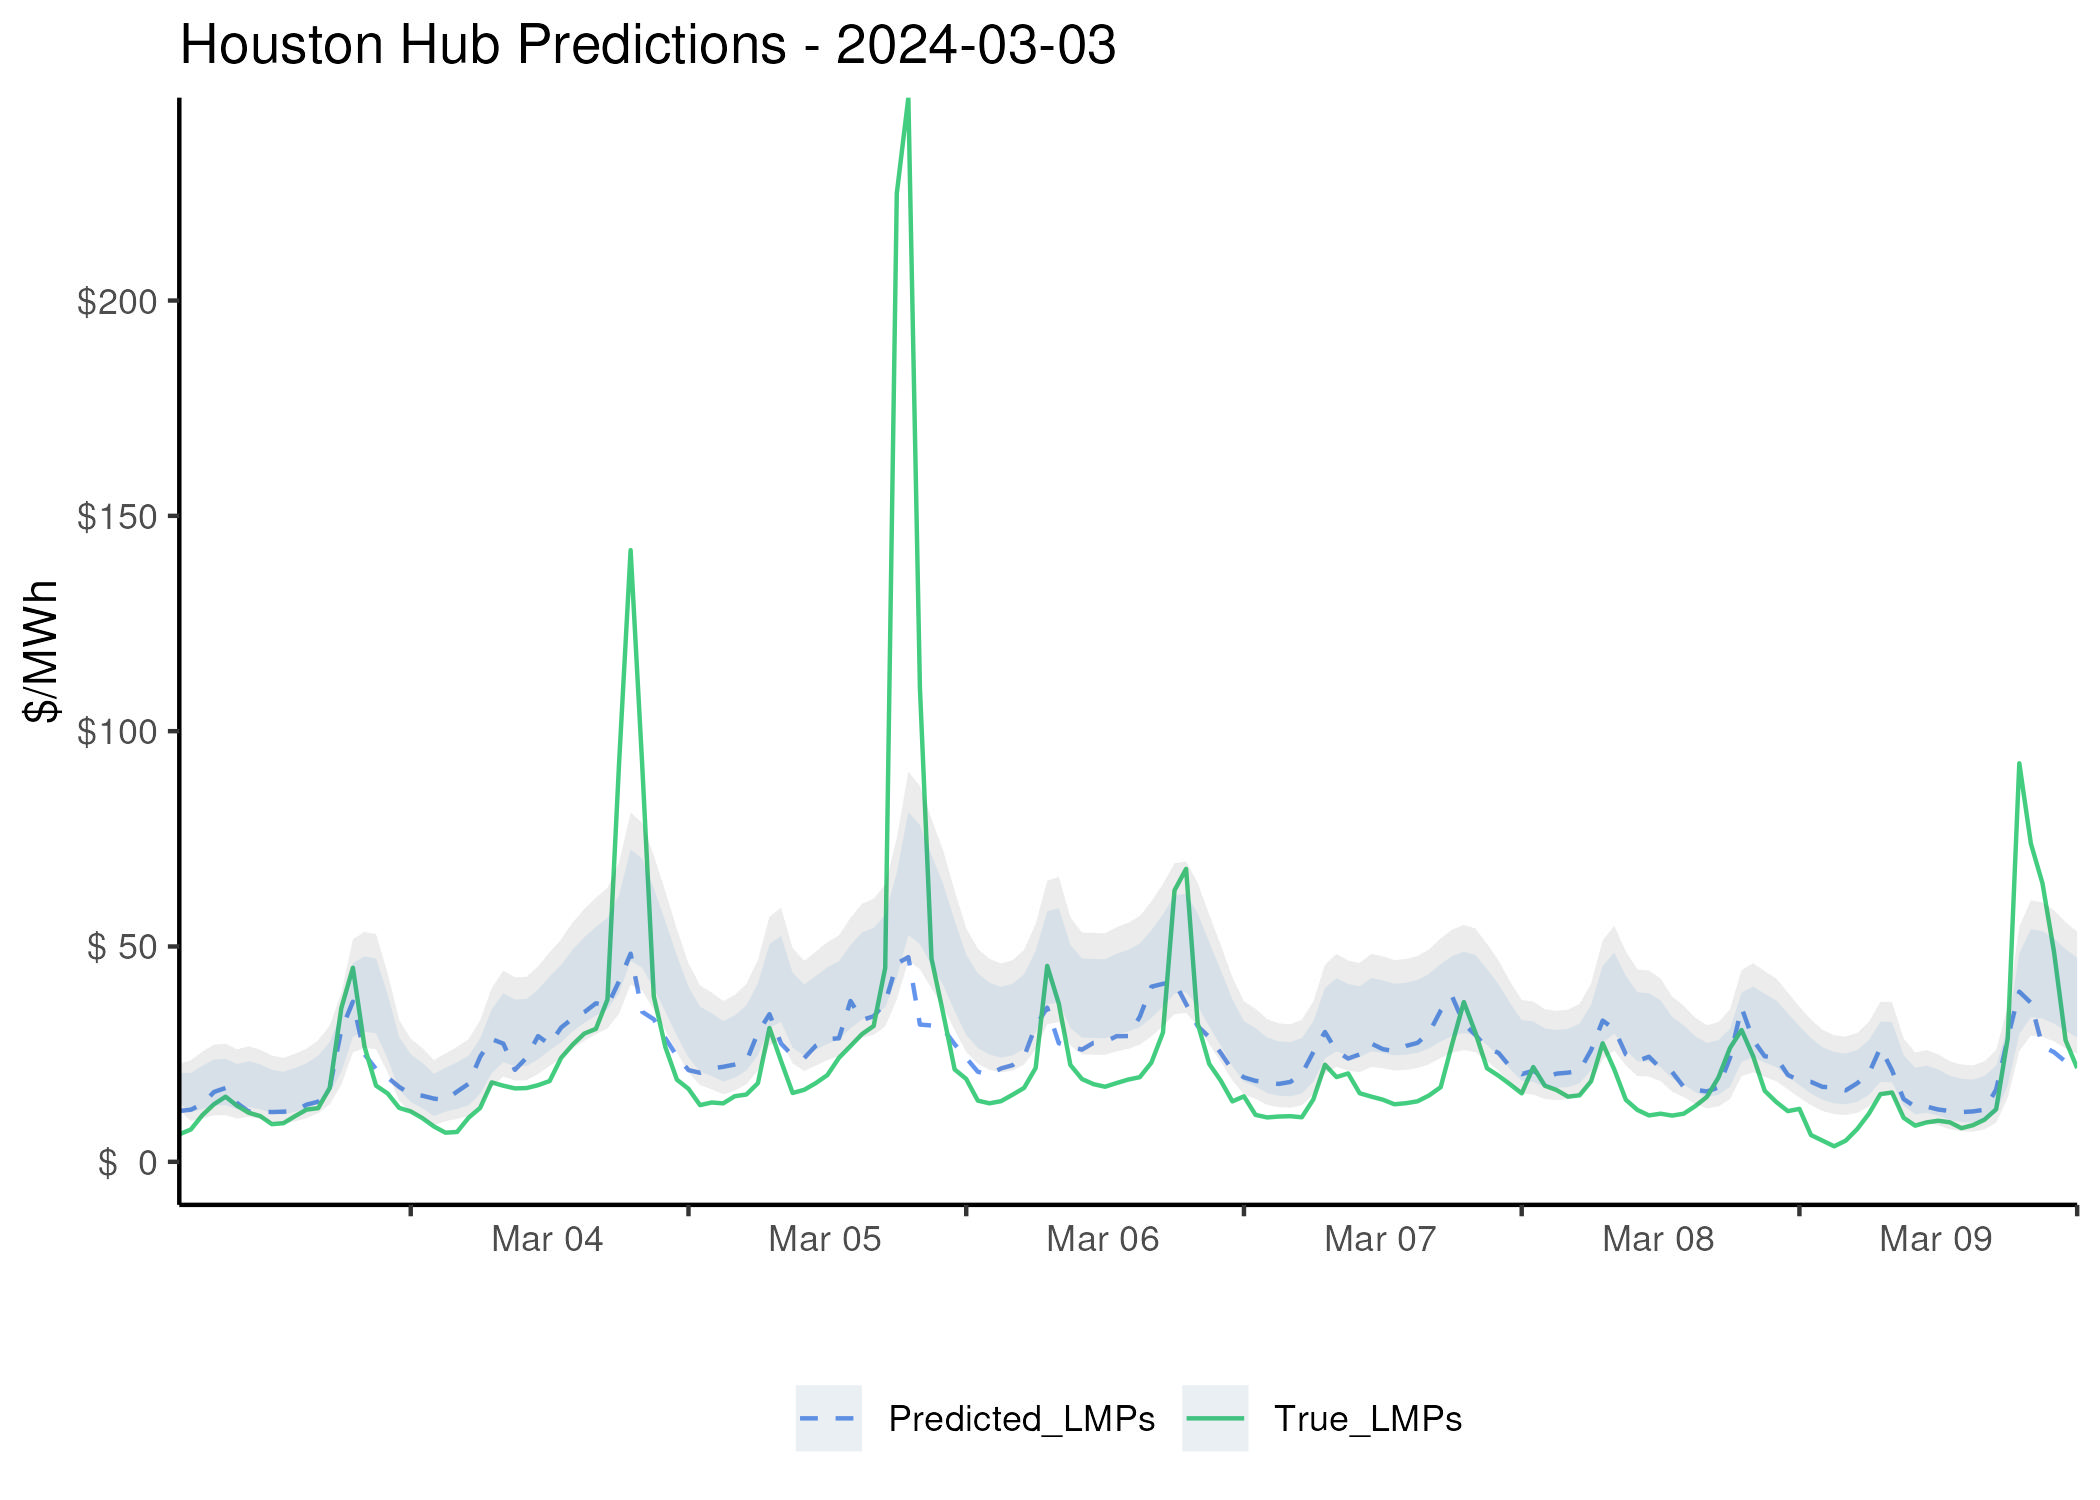 Houston Hub Predictions - 2024-03-03
$/MWh
$200
$150
$100
$ 50
$  0
Mar 04 Mar 05 Mar 06 Mar 07 Mar 08 Mar 09
Predicted_LMPs True_LMPs